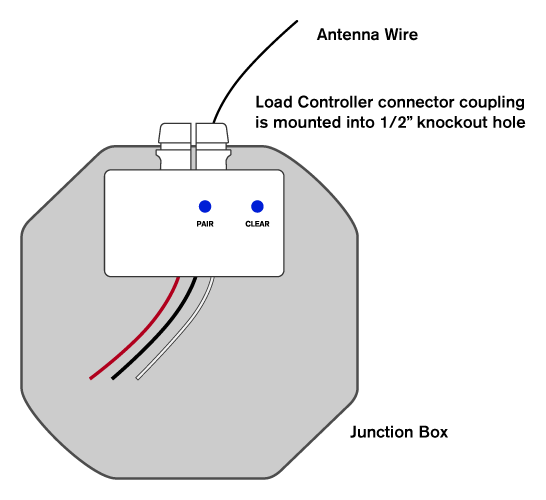 Antenna Wire
Load Controller connector coupling
is mounted into 1/2” knockout hole
PAIR
CLEAR
Junction Box